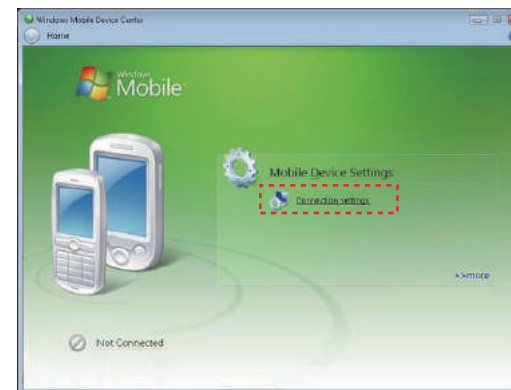 Windows Mobile Device Center
Home
Windows
Mobile
Mobile Device Settings
Connection settings
>>more
Not Connected